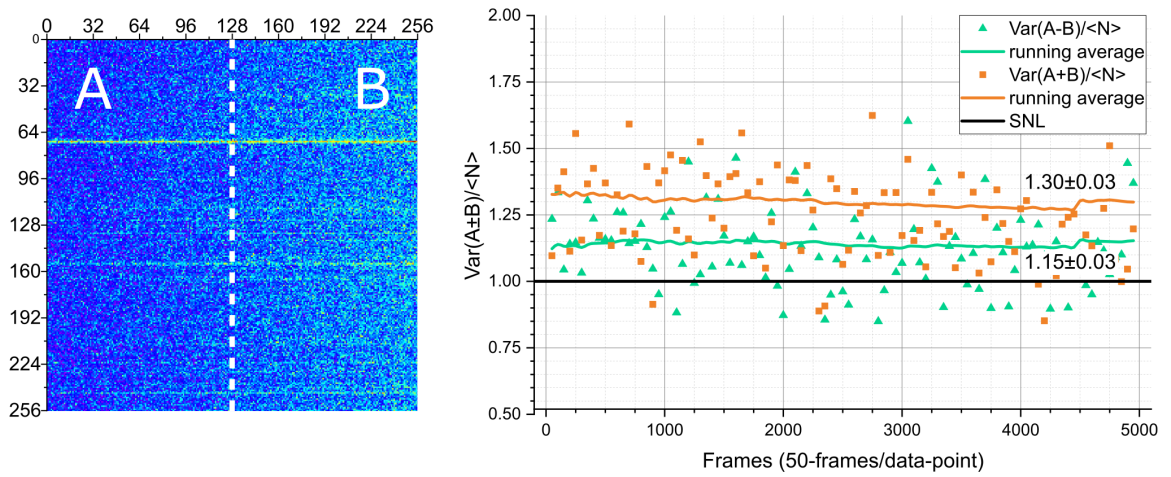 0 32 64 96 128 160 192 224 256
0
32
64
96
128
160
192
224
256
A B
Var(A±B)/<N>
2.00
1.75
1.50
1.25
1.00
0.75
0.50
Var(A-B)/<N>
running average
Var(A+B)/<N>
running average
SNL
1.30±0.03
1.15±0.03
0 1000 2000 3000 4000 5000
Frames (50-frames/data-point)